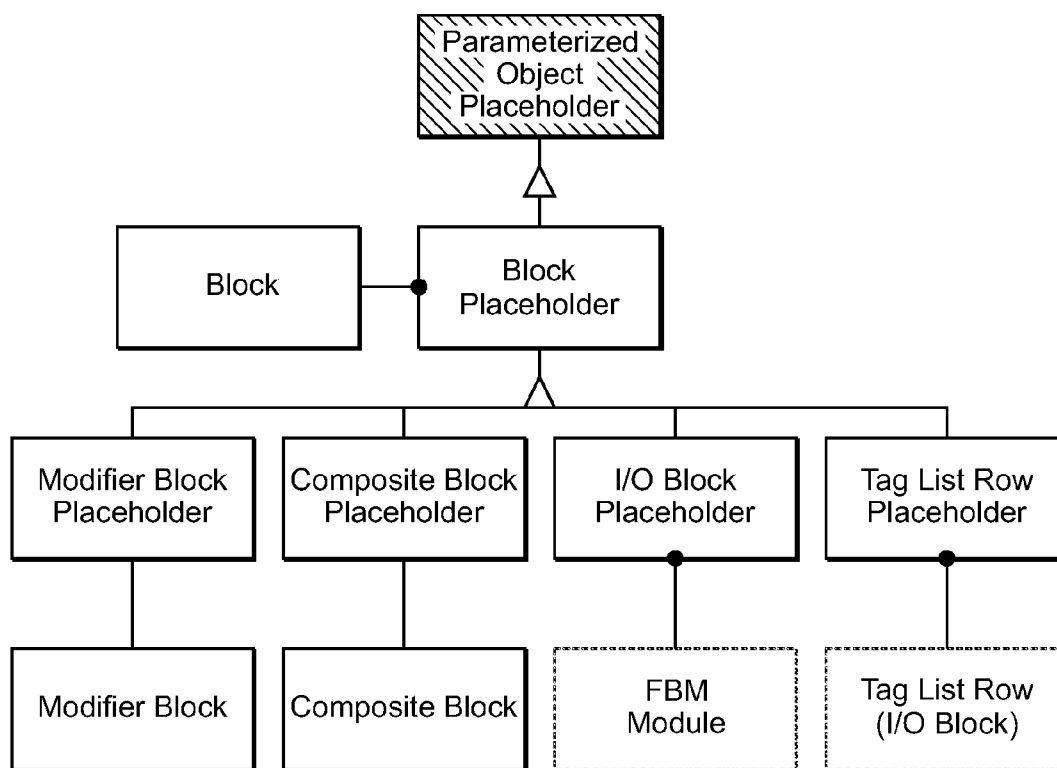 Parameterized
Object
Placeholder
Block
Block
Placeholder
Modifier Block
Placeholder
Composite Block
Placeholder
I/O Block
Placeholder
Tag List Row
Placeholder
Modifier Block
Composite Block
FBM
Module
Tag List Row
(I/O Block)